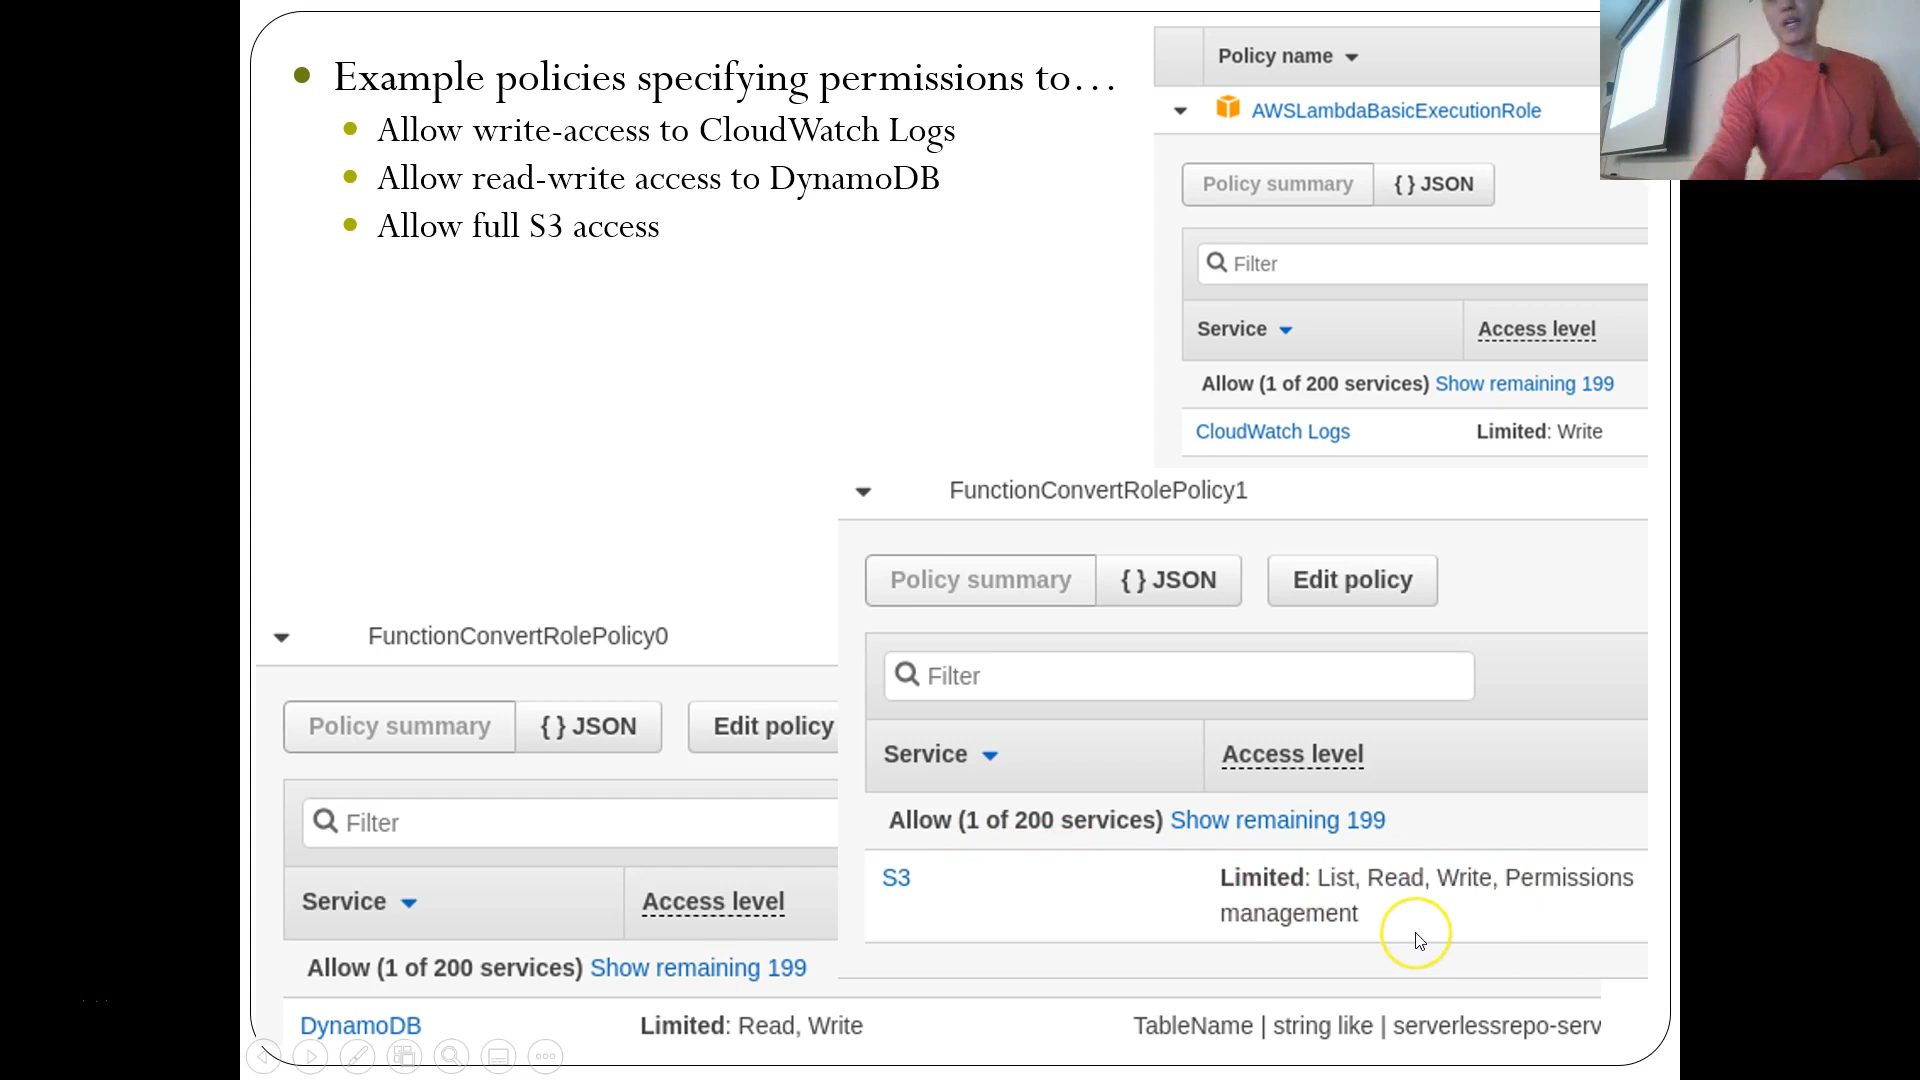 Example policies specifying permissions to…
Allow write-access to CloudWatch Logs
Allow read-write access to DynamoDB
Allow full S3 access
Policy name
AWSLambdaBasicExecutionRole
Policy summary { } JSON
Filter
Service Access level
Allow (1 of 200 services) Show remaining 199
CloudWatch Logs Limited: Write
FunctionConvertRolePolicy1
Policy summary { } JSON Edit policy
Filter
Service Access level
Allow (1 of 200 services) Show remaining 199
S3 Limited: List, Read, Write, Permissions
management
FunctionConvertRolePolicy0
Policy summary { } JSON Edit policy
Filter
Service Access level
Allow (1 of 200 services) Show remaining 199
DynamoDB Limited: Read, Write TableName | string like | serverlessrepo-serv